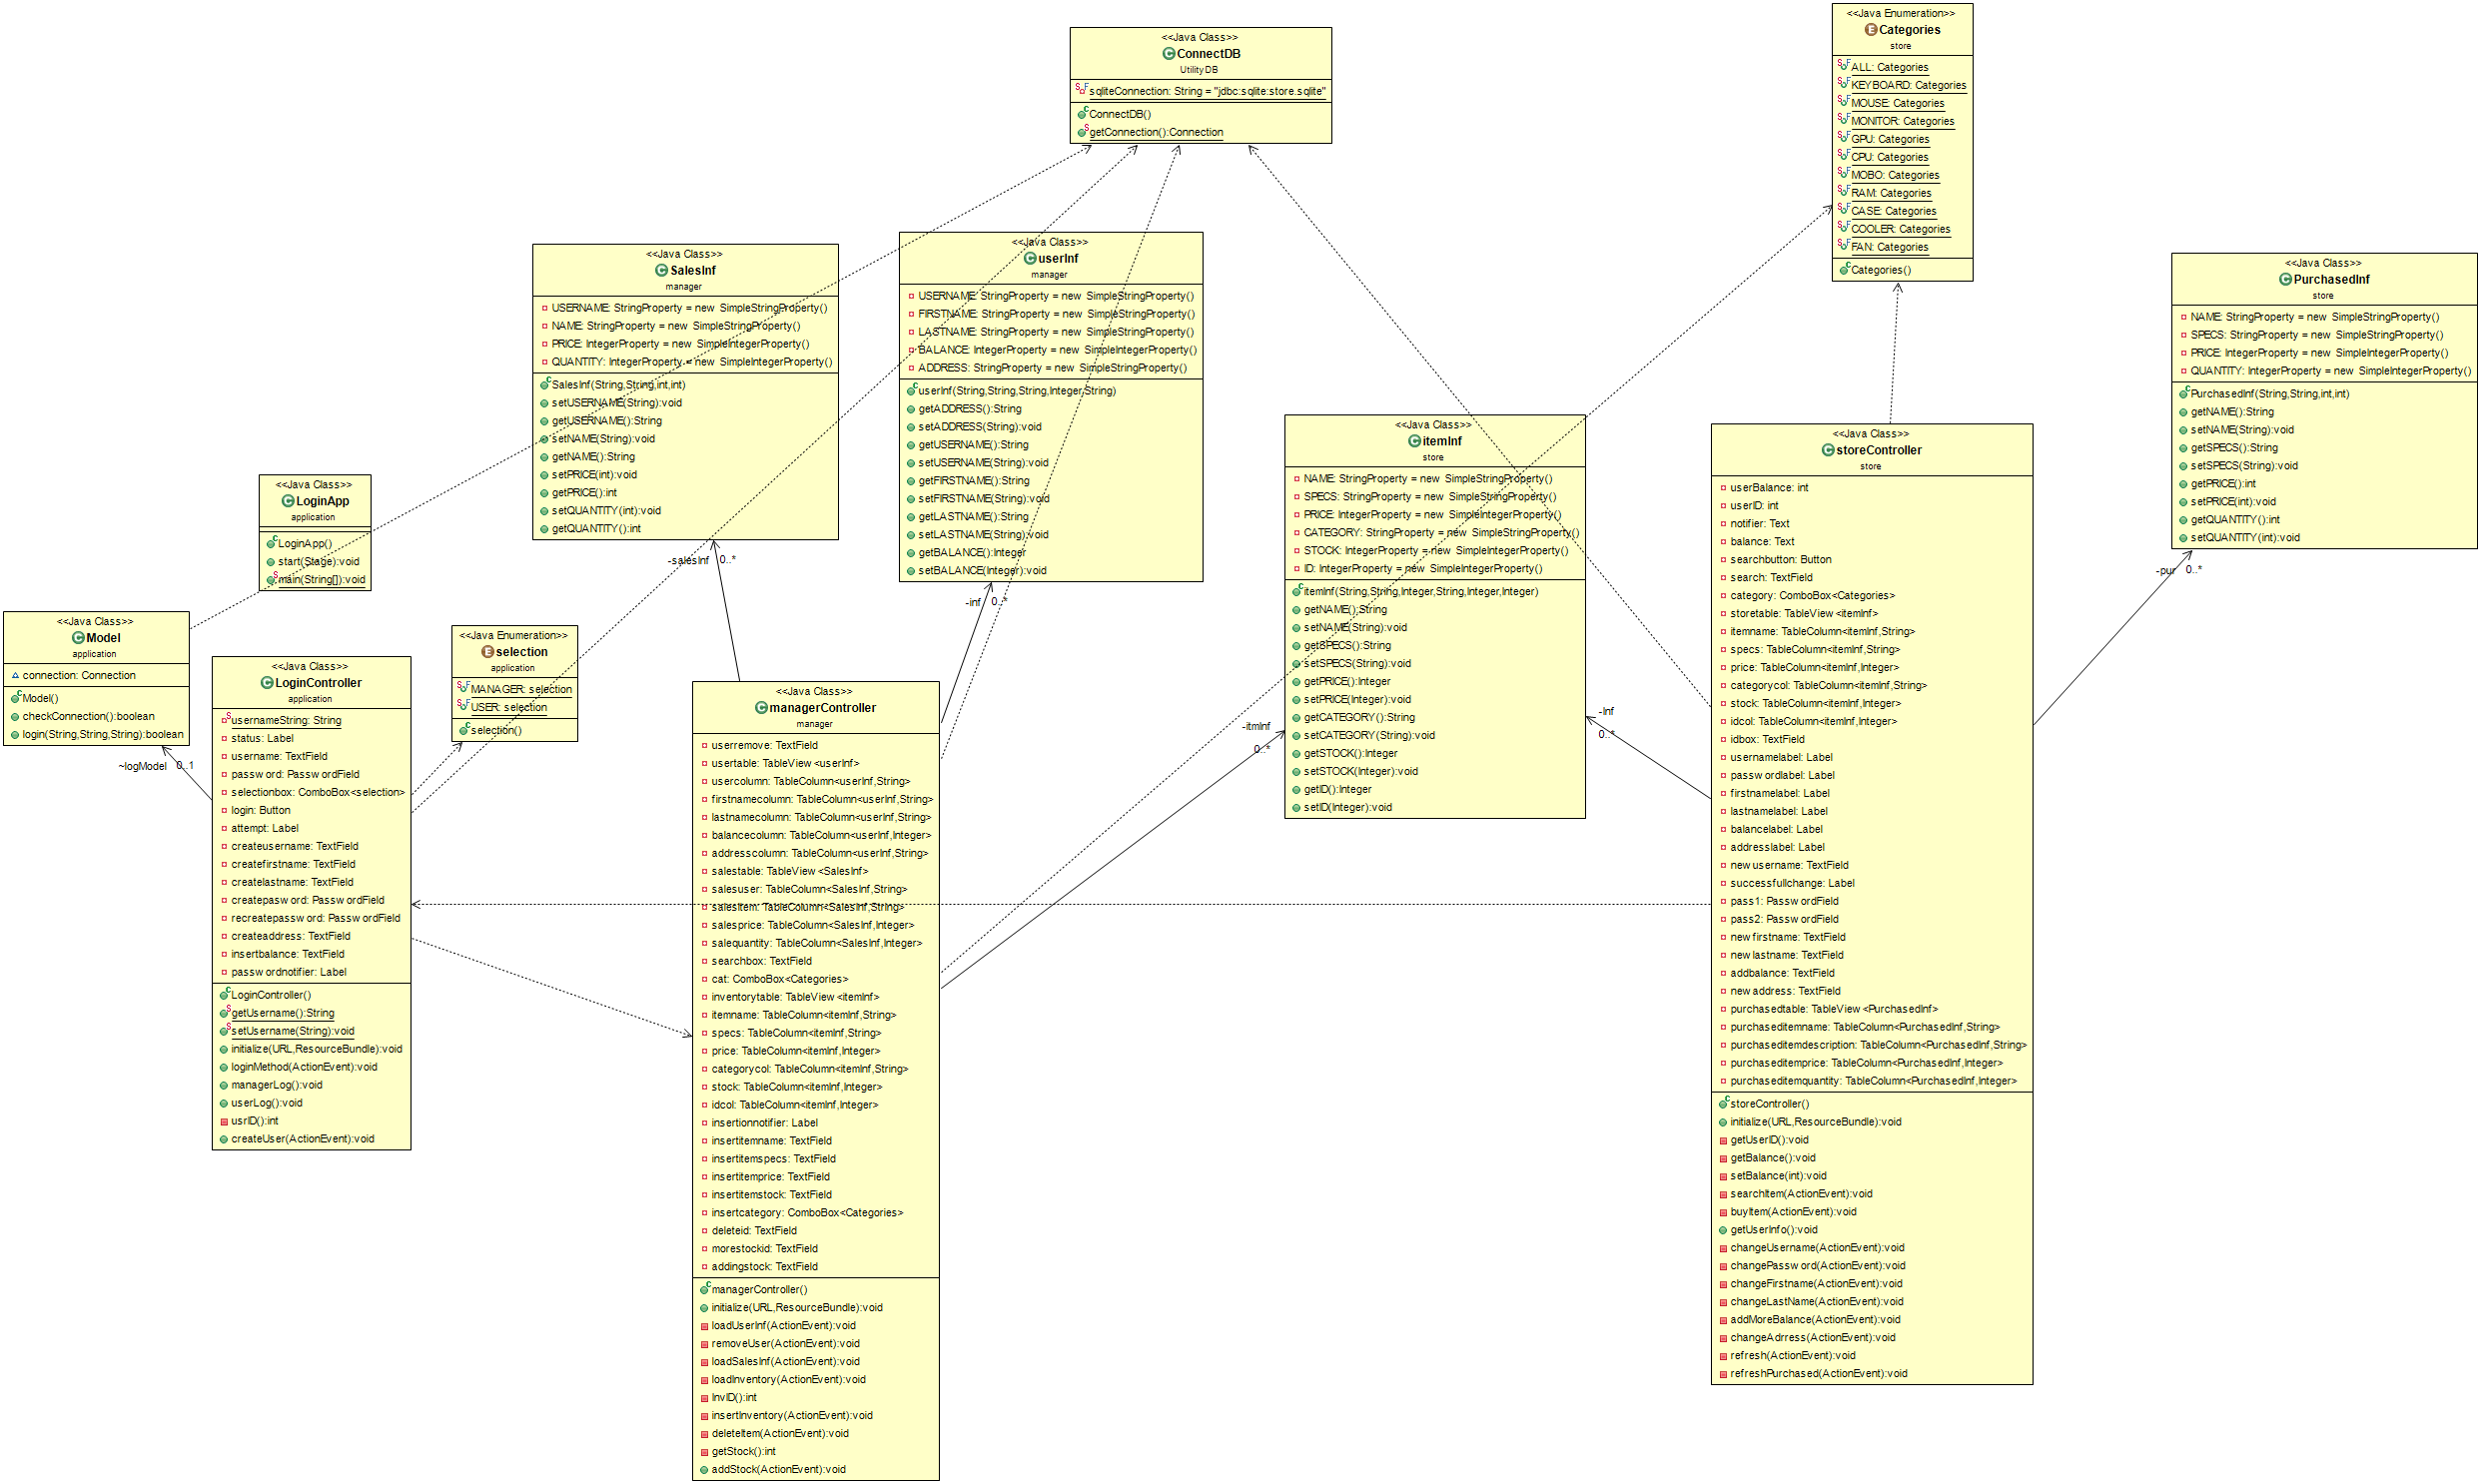 <<Java Class>>
ConnectDB
UtilityDB
sqliteConnection: String = "jdbc:sqlite:store.sqlite"
ConnectDB()
getConnection():Connection
<<Java Enumeration>>
Categories
store
ALL: Categories
KEYBOARD: Categories
MOUSE: Categories
MONITOR: Categories
GPU: Categories
CPU: Categories
MOBO: Categories
RAM: Categories
CASE: Categories
COOLER: Categories
FAN: Categories
Categories()
<<Java Class>>
SalesInf
manager
USERNAME: StringProperty = new SimpleStringProperty()
NAME: StringProperty = new SimpleStringProperty()
PRICE: IntegerProperty = new SimpleIntegerProperty()
QUANTITY: IntegerProperty = new SimpleIntegerProperty()
SalesInf(String,String,int,int)
setUSERNAME(String):void
getUSERNAME():String
setNAME(String):void
getNAME():String
setPRICE(int):void
getPRICE():int
setQUANTITY(int):void
getQUANTITY():int
<<Java Class>>
userInf
manager
USERNAME: StringProperty = new SimpleStringProperty()
FIRSTNAME: StringProperty = new SimpleStringProperty()
LASTNAME: StringProperty = new SimpleStringProperty()
BALANCE: IntegerProperty = new SimpleIntegerProperty()
ADDRESS: StringProperty = new SimpleStringProperty()
userInf(String,String,String,Integer,String)
getADDRESS():String
setADDRESS(String):void
getUSERNAME():String
setUSERNAME(String):void
getFIRSTNAME():String
setFIRSTNAME(String):void
getLASTNAME():String
setLASTNAME(String):void
getBALANCE():Integer
setBALANCE(Integer):void
<<Java Class>>
PurchasedInf
store
NAME: StringProperty = new SimpleStringProperty()
SPECS: StringProperty = new SimpleStringProperty()
PRICE: IntegerProperty = new SimpleIntegerProperty()
QUANTITY: IntegerProperty = new SimpleIntegerProperty()
PurchasedInf(String,String,int,int)
getNAME():String
setNAME(String):void
getSPECS():String
setSPECS(String):void
getPRICE():int
setPRICE(int):void
getQUANTITY():int
setQUANTITY(int):void
<<Java Class>>
itemInf
store
NAME: StringProperty = new SimpleStringProperty()
SPECS: StringProperty = new SimpleStringProperty()
PRICE: IntegerProperty = new SimpleIntegerProperty()
CATEGORY: StringProperty = new SimpleStringProperty()
STOCK: IntegerProperty = new SimpleIntegerProperty()
ID: IntegerProperty = new SimpleIntegerProperty()
itemInf(String,String,Integer,String,Integer,Integer)
getNAME():String
setNAME(String):void
getSPECS():String
setSPECS(String):void
getPRICE():Integer
setPRICE(Integer):void
getCATEGORY():String
setCATEGORY(String):void
getSTOCK():Integer
setSTOCK(Integer):void
getID():Integer
setID(Integer):void
<<Java Class>>
storeController
store
userBalance: int
userID: int
notifier: Text
balance: Text
searchbutton: Button
search: TextField
category: ComboBox<Categories>
storetable: TableView<itemInf>
itemname: TableColumn<itemInf,String>
specs: TableColumn<itemInf,String>
price: TableColumn<itemInf,Integer>
categorycol: TableColumn<itemInf,String>
stock: TableColumn<itemInf,Integer>
idcol: TableColumn<itemInf,Integer>
idbox: TextField
usernamelabel: Label
passwordlabel: Label
firstnamelabel: Label
lastnamelabel: Label
balancelabel: Label
addresslabel: Label
newusername: TextField
successfullchange: Label
pass1: PasswordField
pass2: PasswordField
newfirstname: TextField
newlastname: TextField
addbalance: TextField
newaddress: TextField
purchasedtable: TableView<PurchasedInf>
purchaseditemname: TableColumn<PurchasedInf,String>
purchaseditemdescription: TableColumn<PurchasedInf,String>
purchaseditemprice: TableColumn<PurchasedInf,Integer>
purchaseditemquantity: TableColumn<PurchasedInf,Integer>
storeController()
initialize(URL,ResourceBundle):void
getUserID():void
getBalance():void
setBalance(int):void
searchItem(ActionEvent):void
buyItem(ActionEvent):void
getUserInfo():void
changeUsername(ActionEvent):void
changePassword(ActionEvent):void
changeFirstname(ActionEvent):void
changeLastName(ActionEvent):void
addMoreBalance(ActionEvent):void
changeAdrress(ActionEvent):void
refresh(ActionEvent):void
refreshPurchased(ActionEvent):void
<<Java Class>>
LoginApp
application
LoginApp()
start(Stage):void
main(String[]):void
<<Java Class>>
Model
application
connection: Connection
Model()
checkConnection():boolean
login(String,String,String):boolean
<<Java Enumeration>>
selection
application
MANAGER: selection
USER: selection
selection()
<<Java Class>>
LoginController
application
usernameString: String
status: Label
username: TextField
password: PasswordField
selectionbox: ComboBox<selection>
login: Button
attempt: Label
createusername: TextField
createfirstname: TextField
createlastname: TextField
createpasword: PasswordField
recreatepasword: PasswordField
createaddress: TextField
insertbalance: TextField
passwordnotifier: Label
LoginController()
getUsername():String
setUsername(String):void
initialize(URL,ResourceBundle):void
loginMethod(ActionEvent):void
managerLog():void
userLog():void
usrID():int
createUser(ActionEvent):void
<<Java Class>>
managerController
manager
userremove: TextField
usertable: TableView<userInf>
usercolumn: TableColumn<userInf,String>
firstnamecolumn: TableColumn<userInf,String>
lastnamecolumn: TableColumn<userInf,String>
balancecolumn: TableColumn<userInf,Integer>
addresscolumn: TableColumn<userInf,String>
salestable: TableView<SalesInf>
salesuser: TableColumn<SalesInf,String>
salesitem: TableColumn<SalesInf,String>
salesprice: TableColumn<SalesInf,Integer>
salequantity: TableColumn<SalesInf,Integer>
searchbox: TextField
cat: ComboBox<Categories>
inventorytable: TableView<itemInf>
itemname: TableColumn<itemInf,String>
specs: TableColumn<itemInf,String>
price: TableColumn<itemInf,Integer>
categorycol: TableColumn<itemInf,String>
stock: TableColumn<itemInf,Integer>
idcol: TableColumn<itemInf,Integer>
insertionnotifier: Label
insertitemname: TextField
insertitemspecs: TextField
insertitemprice: TextField
insertitemstock: TextField
insertcategory: ComboBox<Categories>
deleteid: TextField
morestockid: TextField
addingstock: TextField
managerController()
initialize(URL,ResourceBundle):void
loadUserInf(ActionEvent):void
removeUser(ActionEvent):void
loadSalesInf(ActionEvent):void
loadInventory(ActionEvent):void
InvID():int
insertInventory(ActionEvent):void
deleteItem(ActionEvent):void
getStock():int
addStock(ActionEvent):void
~logModel 0..1
-salesInf 0..*
-inf 0..*
-itmInf
0..*
-Inf
0..*
-pur 0..*